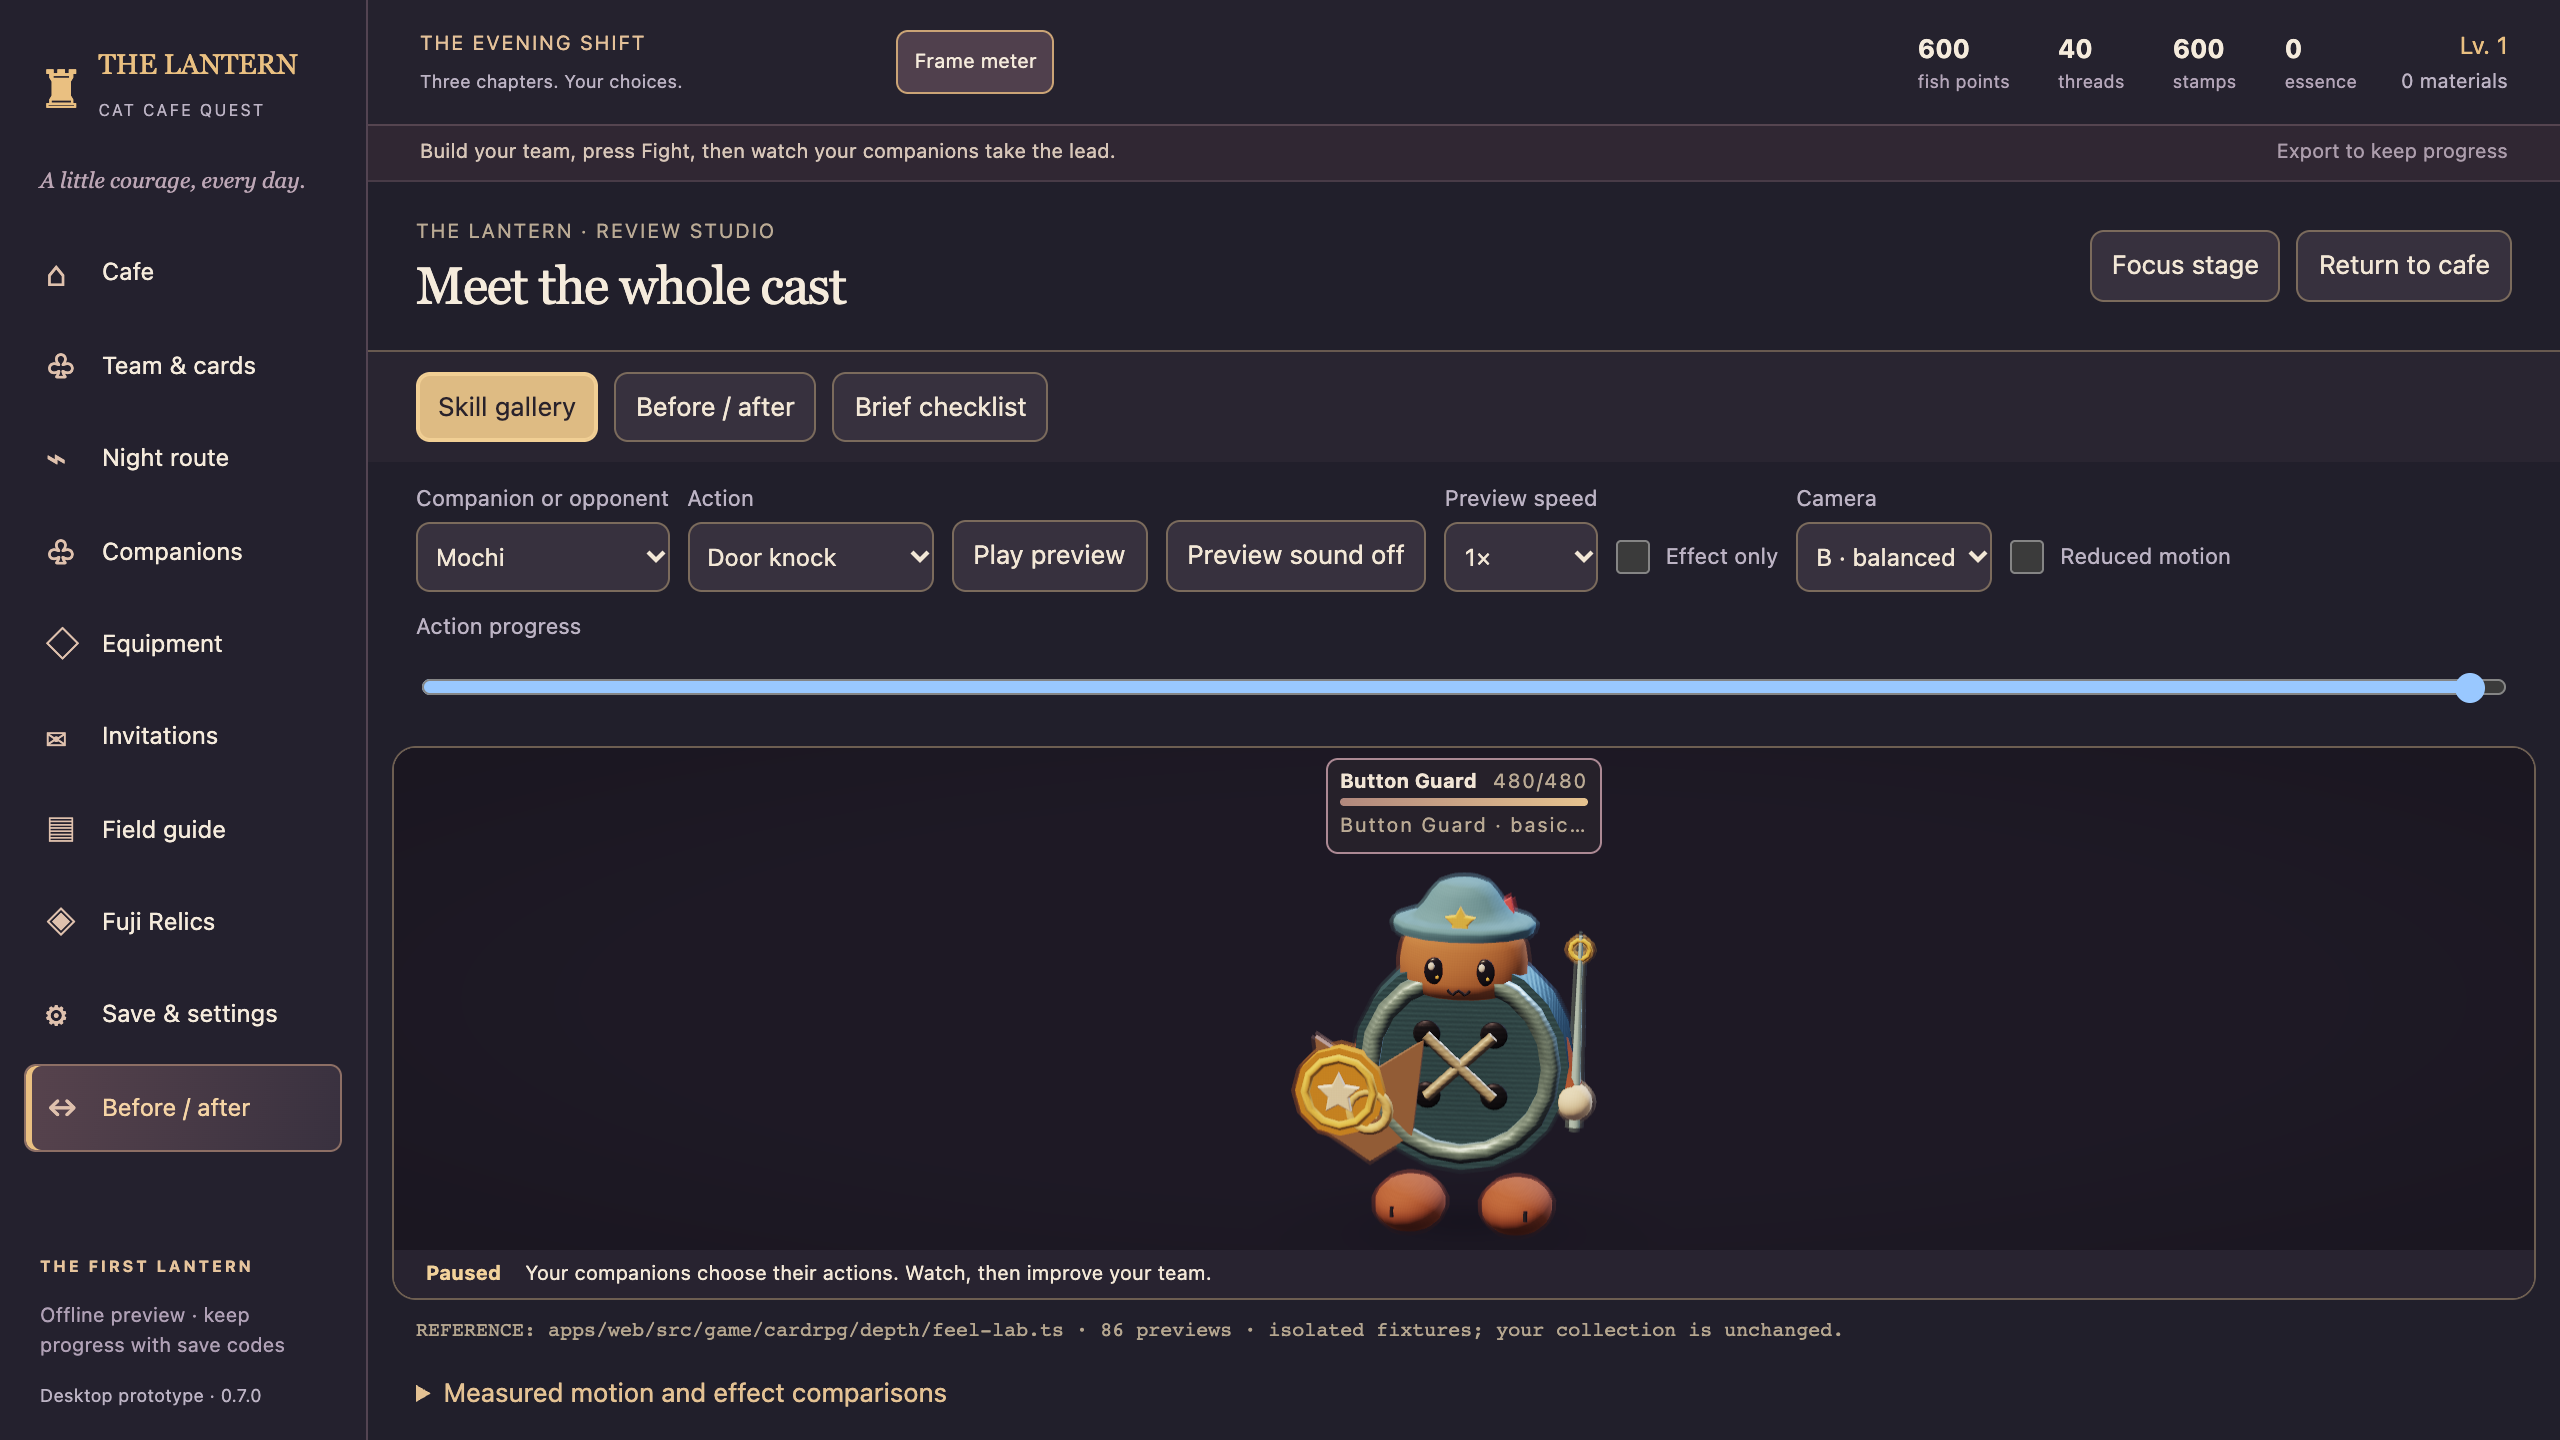 THE LANTERN
CAT CAFE QUEST
A little courage, every day.
Cafe
Team & cards
Night route
Companions
Equipment
Invitations
Field guide
Fuji Relics
Save & settings
Before / after
THE FIRST LANTERN
Offline preview · keep
progress with save codes
Desktop prototype · 0.7.0
THE EVENING SHIFT
Three chapters. Your choices.
Frame meter
600
fish points
40
threads
600
stamps
0
essence
Lv. 1
0 materials
Build your team, press Fight, then watch your companions take the lead.
Export to keep progress
THE LANTERN · REVIEW STUDIO
Meet the whole cast
Focus stage
Return to cafe
Skill gallery
Before / after
Brief checklist
Companion or opponent
Mochi
Action
Door knock
Play preview
Preview sound off
Preview speed
1×
Effect only
Camera
B · balanced
Reduced motion
Action progress
Button Guard 480/480
Button Guard · basic…
Paused Your companions choose their actions. Watch, then improve your team.
REFERENCE: apps/web/src/game/cardrpg/depth/feel-lab.ts · 86 previews · isolated fixtures; your collection is unchanged.
Measured motion and effect comparisons